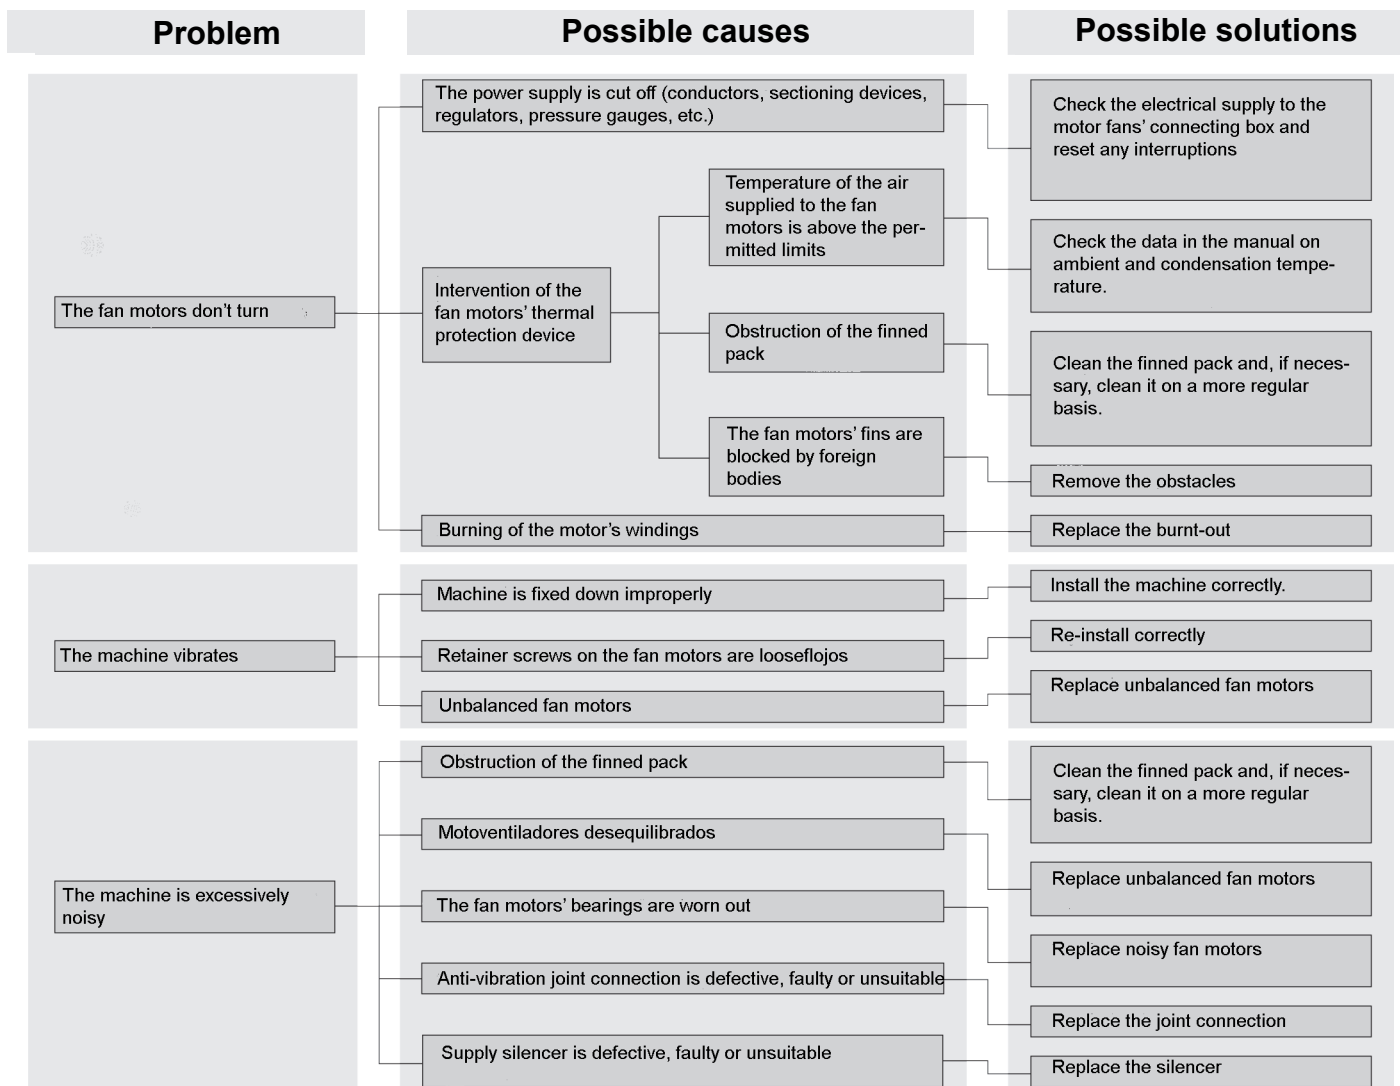 Problem
Possible causes
Possible solutions
The fan motors don’t turn
The power supply is cut off (conductors, sectioning devices,
regulators, pressure gauges, etc.)
Check the electrical supply to the
motor fans’ connecting box and
reset any interruptions
Intervention of the
fan motors’ thermal
protection device
Temperature of the air
supplied to the fan
motors is above the per-
mitted limits
Check the data in the manual on
ambient and condensation tempe-
rature.
Obstruction of the finned
pack
Clean the finned pack and, if neces-
sary, clean it on a more regular
basis.
The fan motors’ fins are
blocked by foreign
bodies
Remove the obstacles
Burning of the motor’s windings
Replace the burnt-out
The machine vibrates
Machine is fixed down improperly
Install the machine correctly.
Retainer screws on the fan motors are looseflojos
Re-install correctly
Unbalanced fan motors
Replace unbalanced fan motors
The machine is excessively
noisy
Obstruction of the finned pack
Clean the finned pack and, if neces-
sary, clean it on a more regular
basis.
Motoventiladores desequilibrados
Replace unbalanced fan motors
The fan motors’ bearings are worn out
Replace noisy fan motors
Anti-vibration joint connection is defective, faulty or unsuitable
Replace the joint connection
Supply silencer is defective, faulty or unsuitable
Replace the silencer